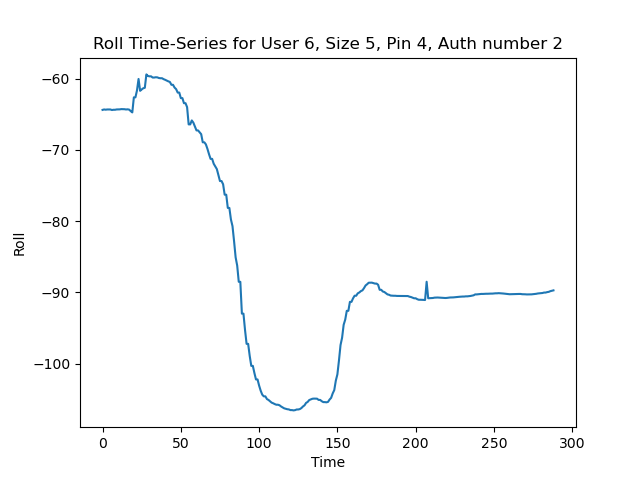 Roll Time-Series for User 6, Size 5, Pin 4, Auth number 2
−60
−70
−80
−90
−100
Roll
0 50 100 150 200 250 300
Time